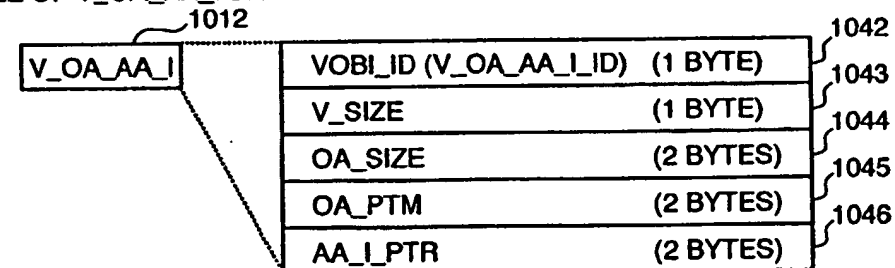 1012
V_OA_AA_I
VOBI_ID (V_OA_AA_I_ID) (1 BYTE) 1042
V_SIZE (1 BYTE) 1043
OA_SIZE (2 BYTES) 1044
OA_PTM (2 BYTES) 1045
AA_I_PTR (2 BYTES) 1046